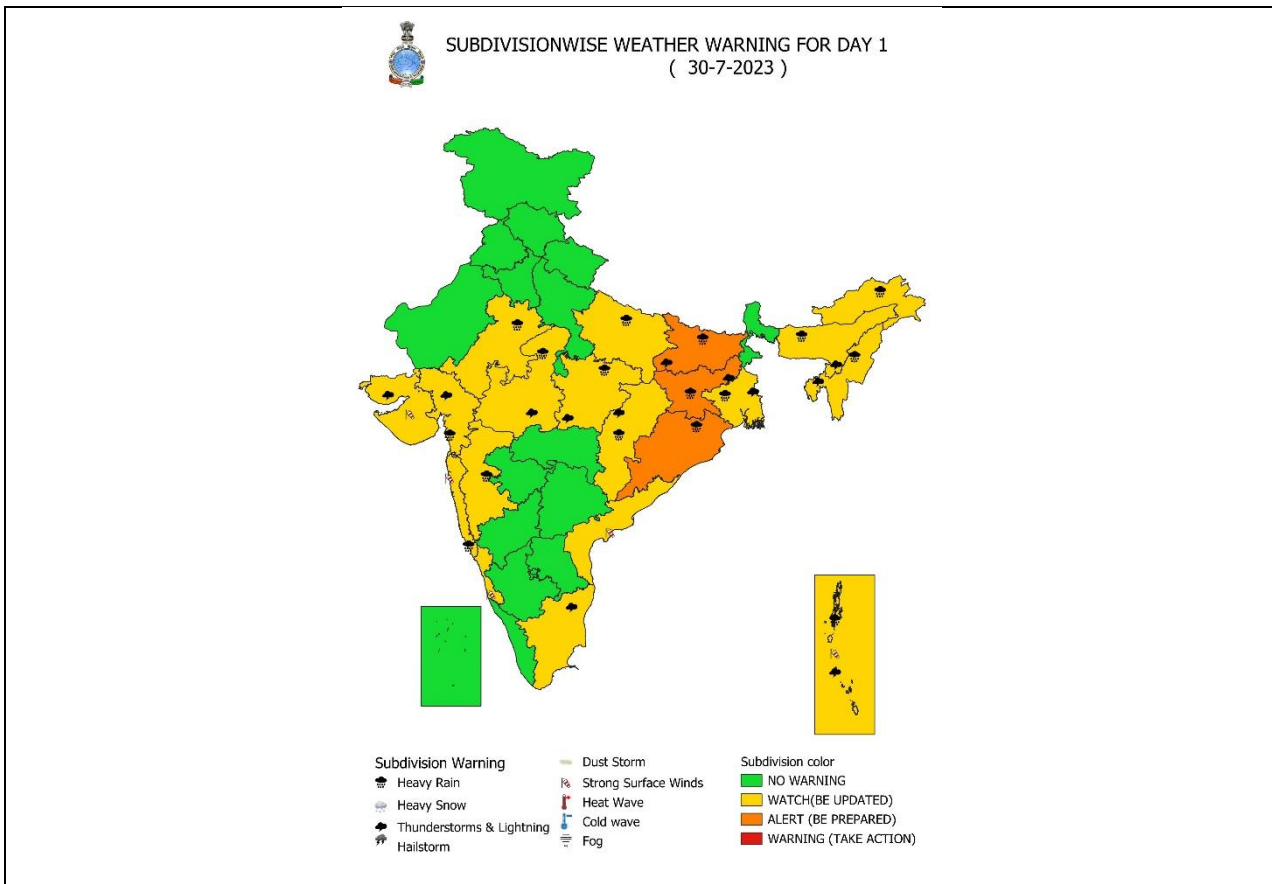 SUBDIVISIONWISE WEATHER WARNING FOR DAY 1
( 30-7-2023 )
Subdivision Warning
Heavy Rain
Heavy Snow
Thunderstorms & Lightning
Hailstorm
Dust Storm
Strong Surface Winds
Heat Wave
Cold wave
Fog
Subdivision color
NO WARNING
WATCH(BE UPDATED)
ALERT (BE PREPARED)
WARNING (TAKE ACTION)